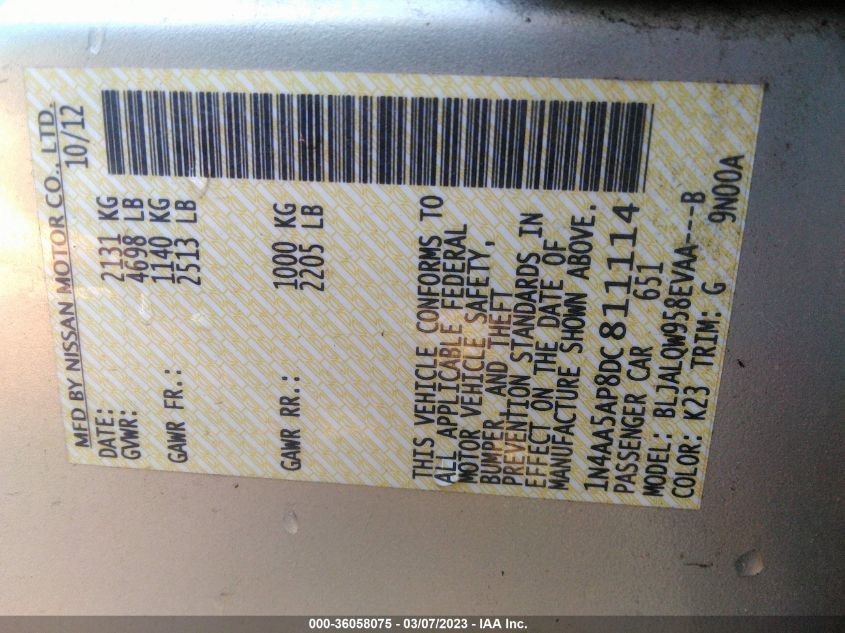 MFD BY NISSAN MOTOR CO., LTD.
DATE: 10/12
GVWR: 2131 KG
4698 LB
GAWR FR.: 1140 KG
2513 LB
GAWR RR.: 1000 KG
2205 LB
THIS VEHICLE CONFORMS TO
ALL APPLICABLE FEDERAL
MOTOR VEHICLE SAFETY,
BUMPER, AND THEFT
PREVENTION STANDARDS IN
EFFECT ON THE DATE OF
MANUFACTURE SHOWN ABOVE.
1N4AA5AP8DC811114
PASSENGER CAR 651
MODEL: BLJALQW958EVAA---B
COLOR: K23 TRIM: G 9N00A
000-36058075 - 03/07/2023 - IAA Inc.